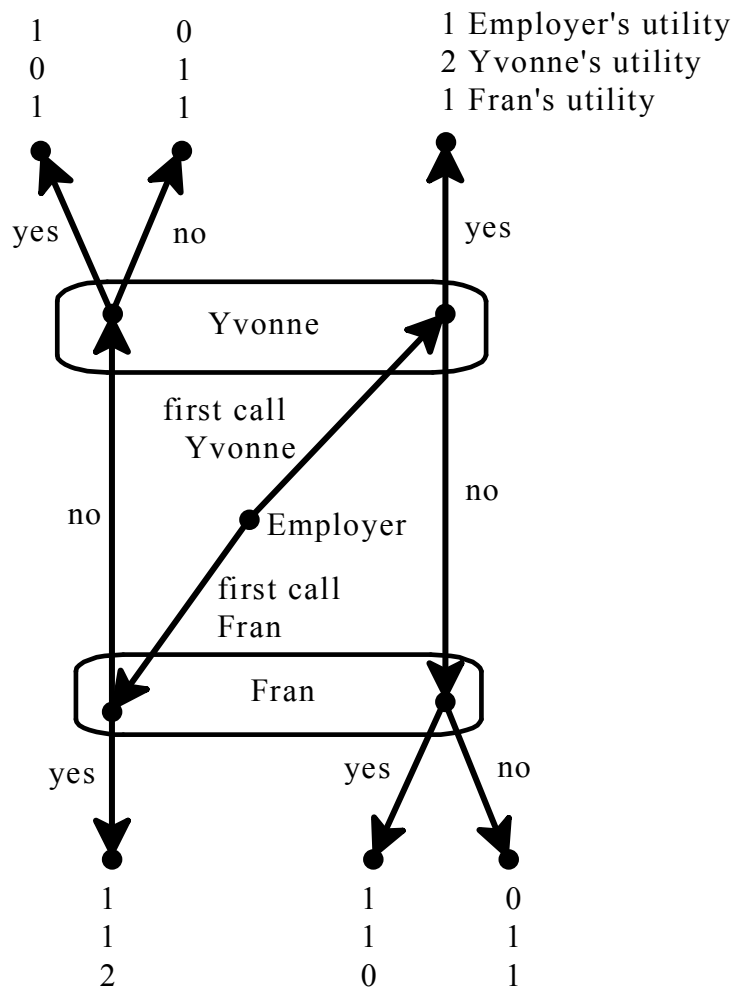 1 0 1 Employer's utility
0 1 2 Yvonne's utility
1 1 1 Fran's utility
yes no yes
Yvonne
first call
Yvonne
no no
Employer
first call
Fran
Fran
yes yes no
1 1 0
1 1 1
2 0 1